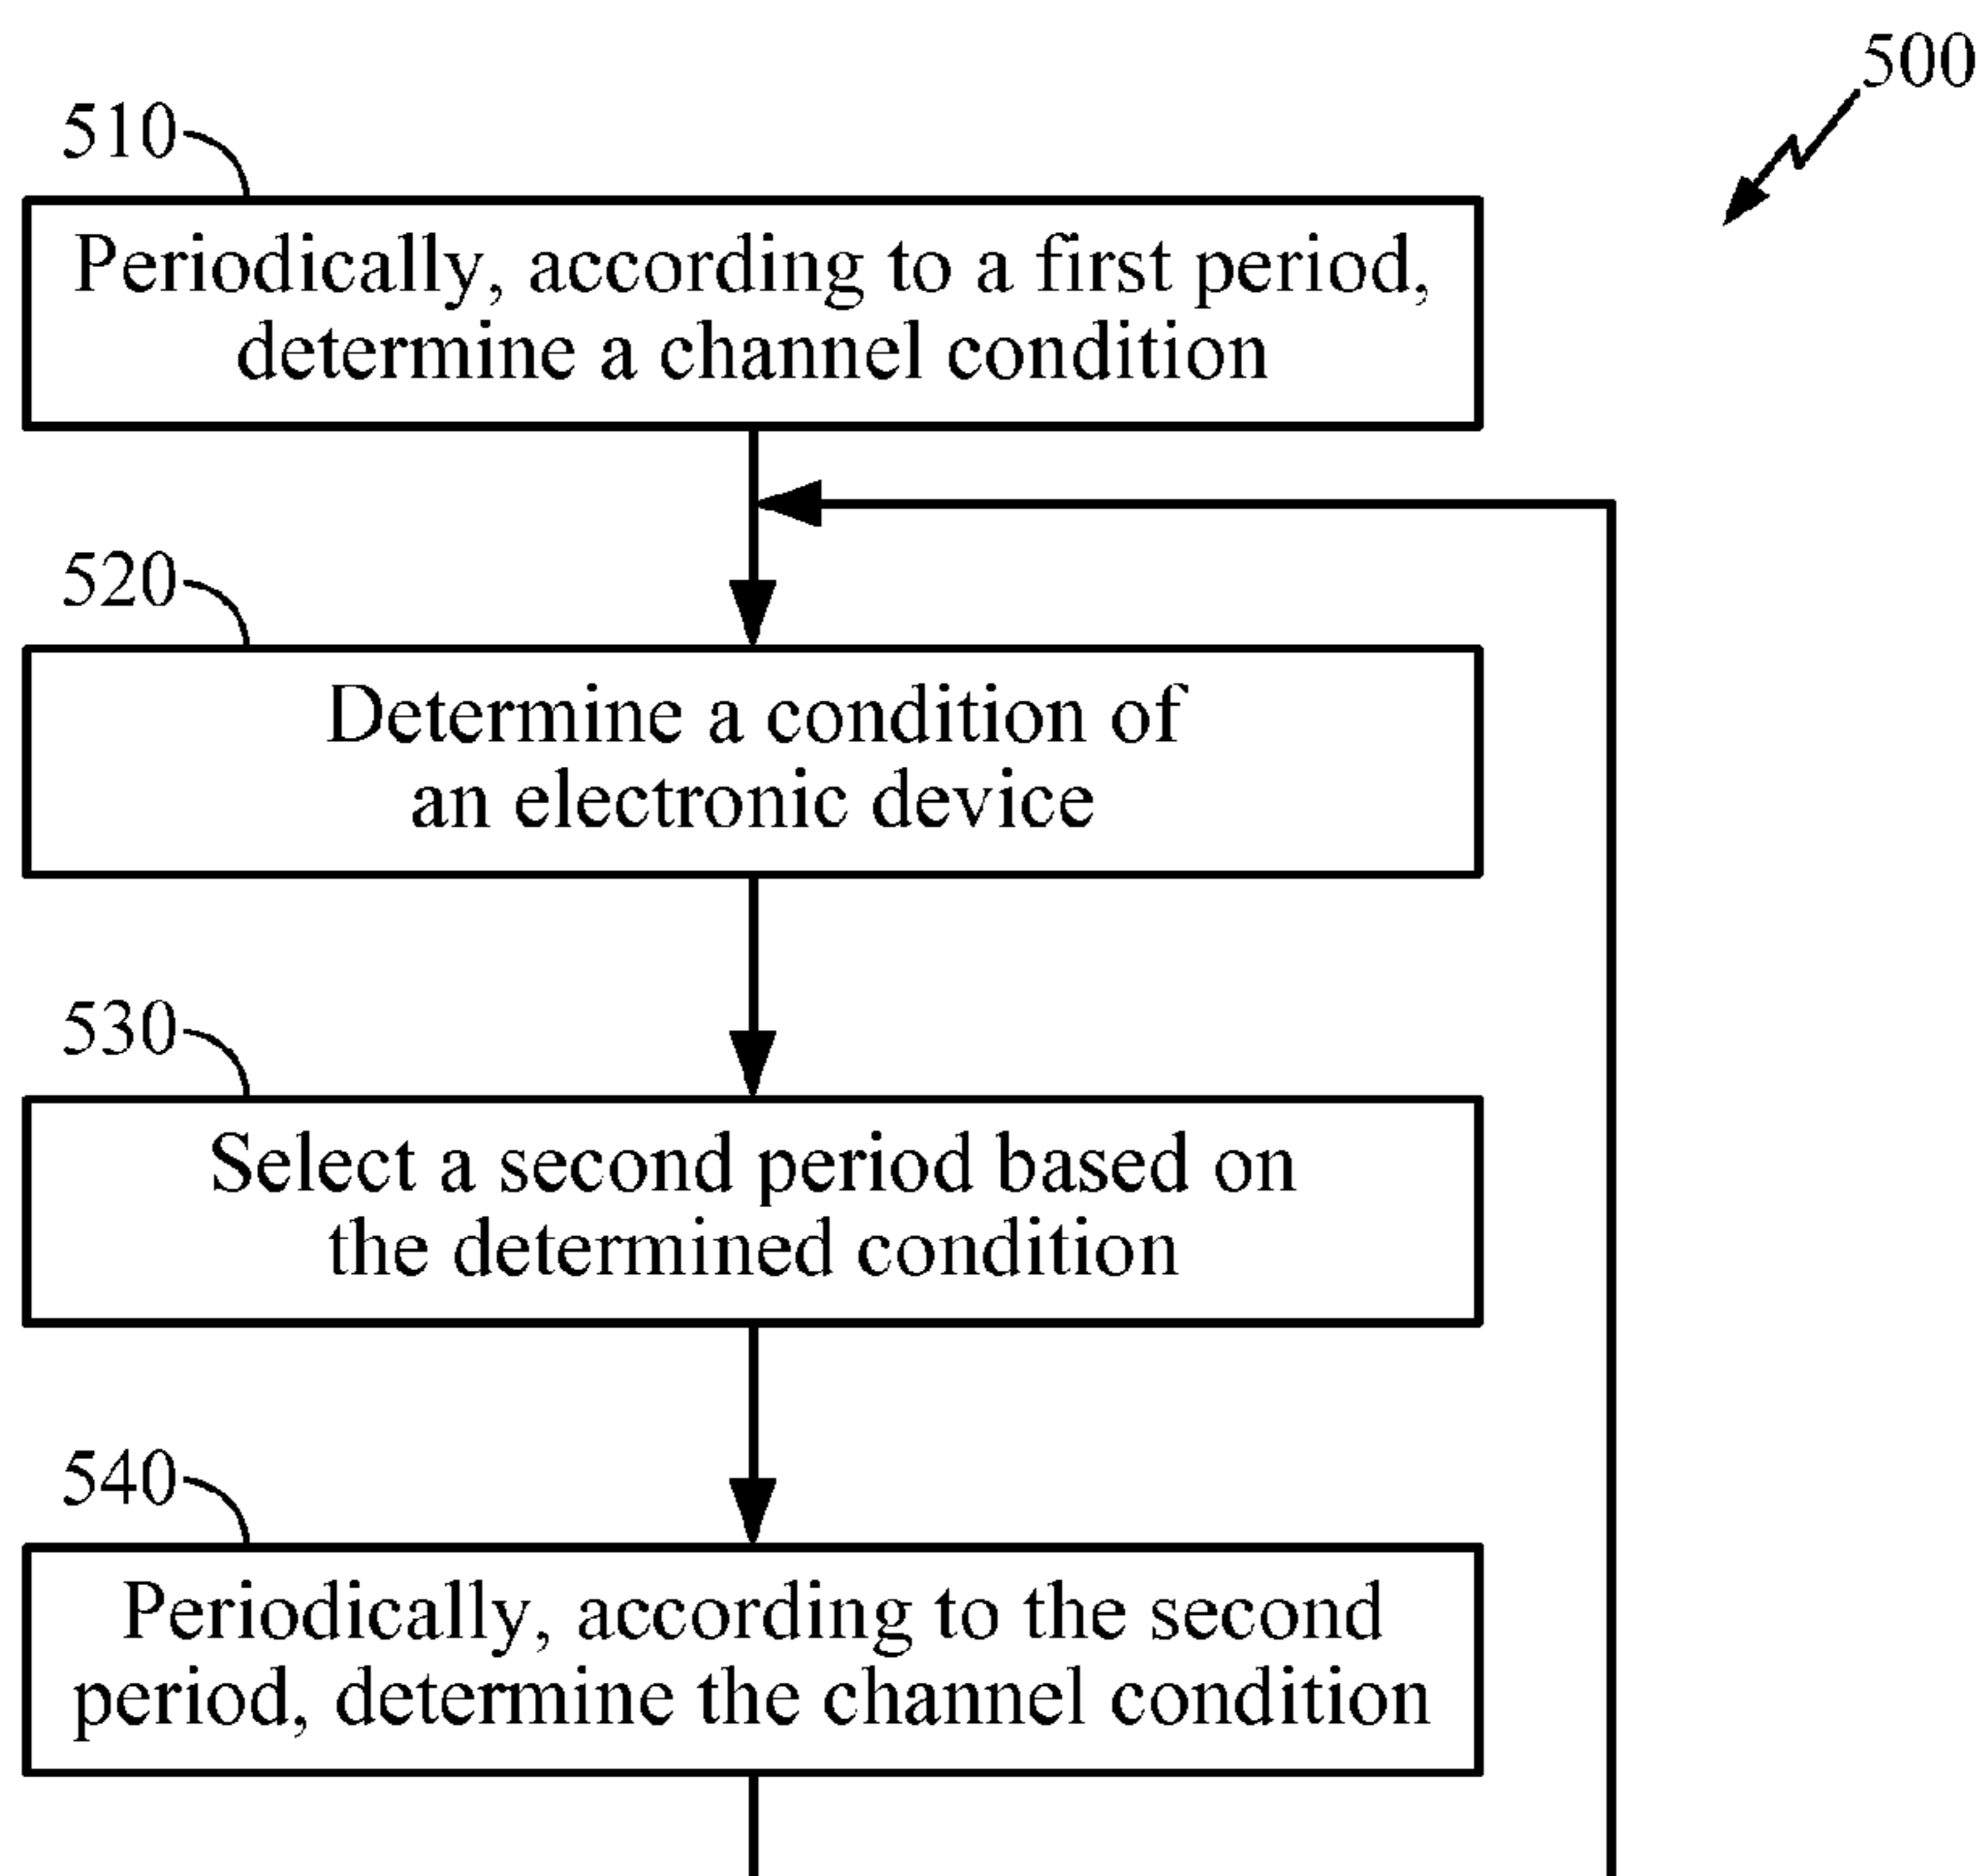 500
510
Periodically, according to a first period,
determine a channel condition
520
Determine a condition of
an electronic device
530
Select a second period based on
the determined condition
540
Periodically, according to the second
period, determine the channel condition